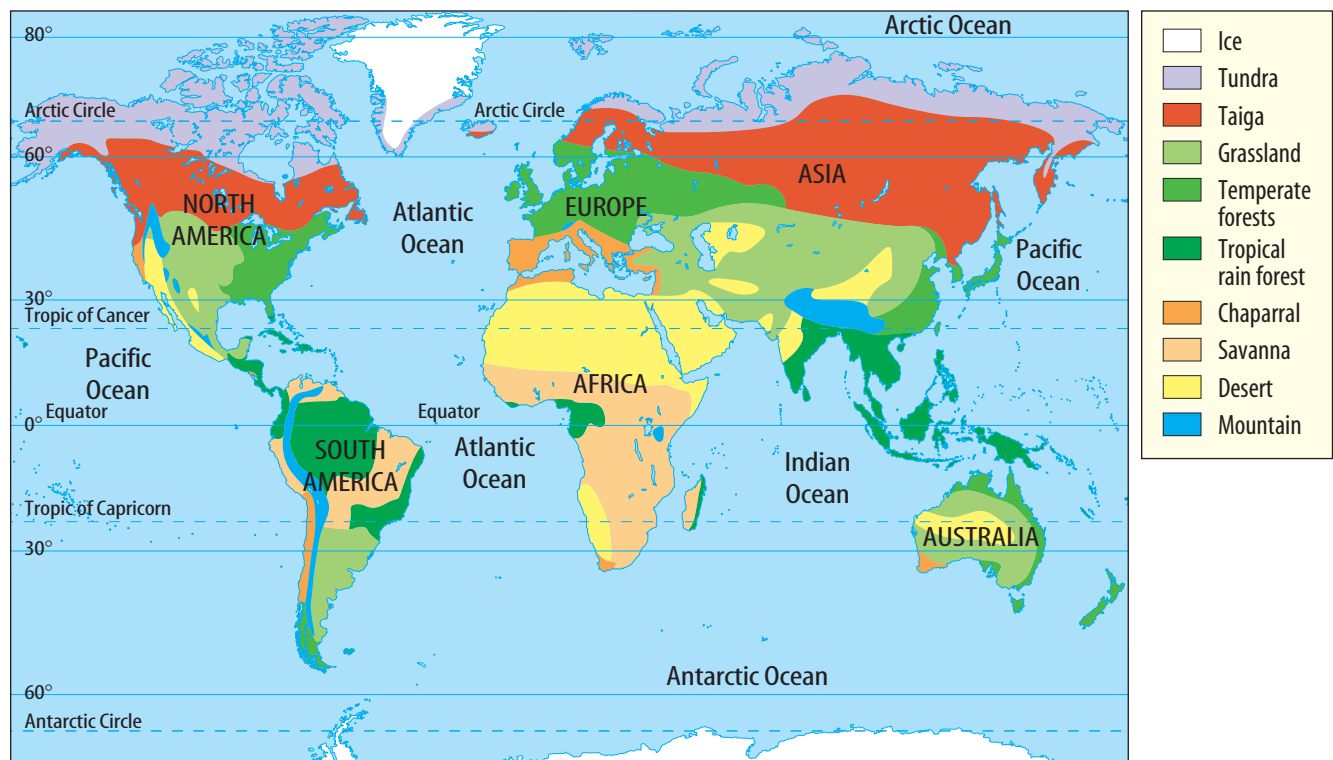 Arctic Ocean
80°
Arctic Circle
Arctic Circle
60°
ASIA
NORTH
AMERICA
EUROPE
Atlantic
Ocean
Pacific
Ocean
30°
Tropic of Cancer
Pacific
Ocean
AFRICA
Equator
Equator
0°
SOUTH
AMERICA
Atlantic
Ocean
Indian
Ocean
Tropic of Capricorn
AUSTRALIA
30°
Antarctic Ocean
60°
Antarctic Circle
Ice
Tundra
Taiga
Grassland
Temperate
forests
Tropical
rain forest
Chaparral
Savanna
Desert
Mountain